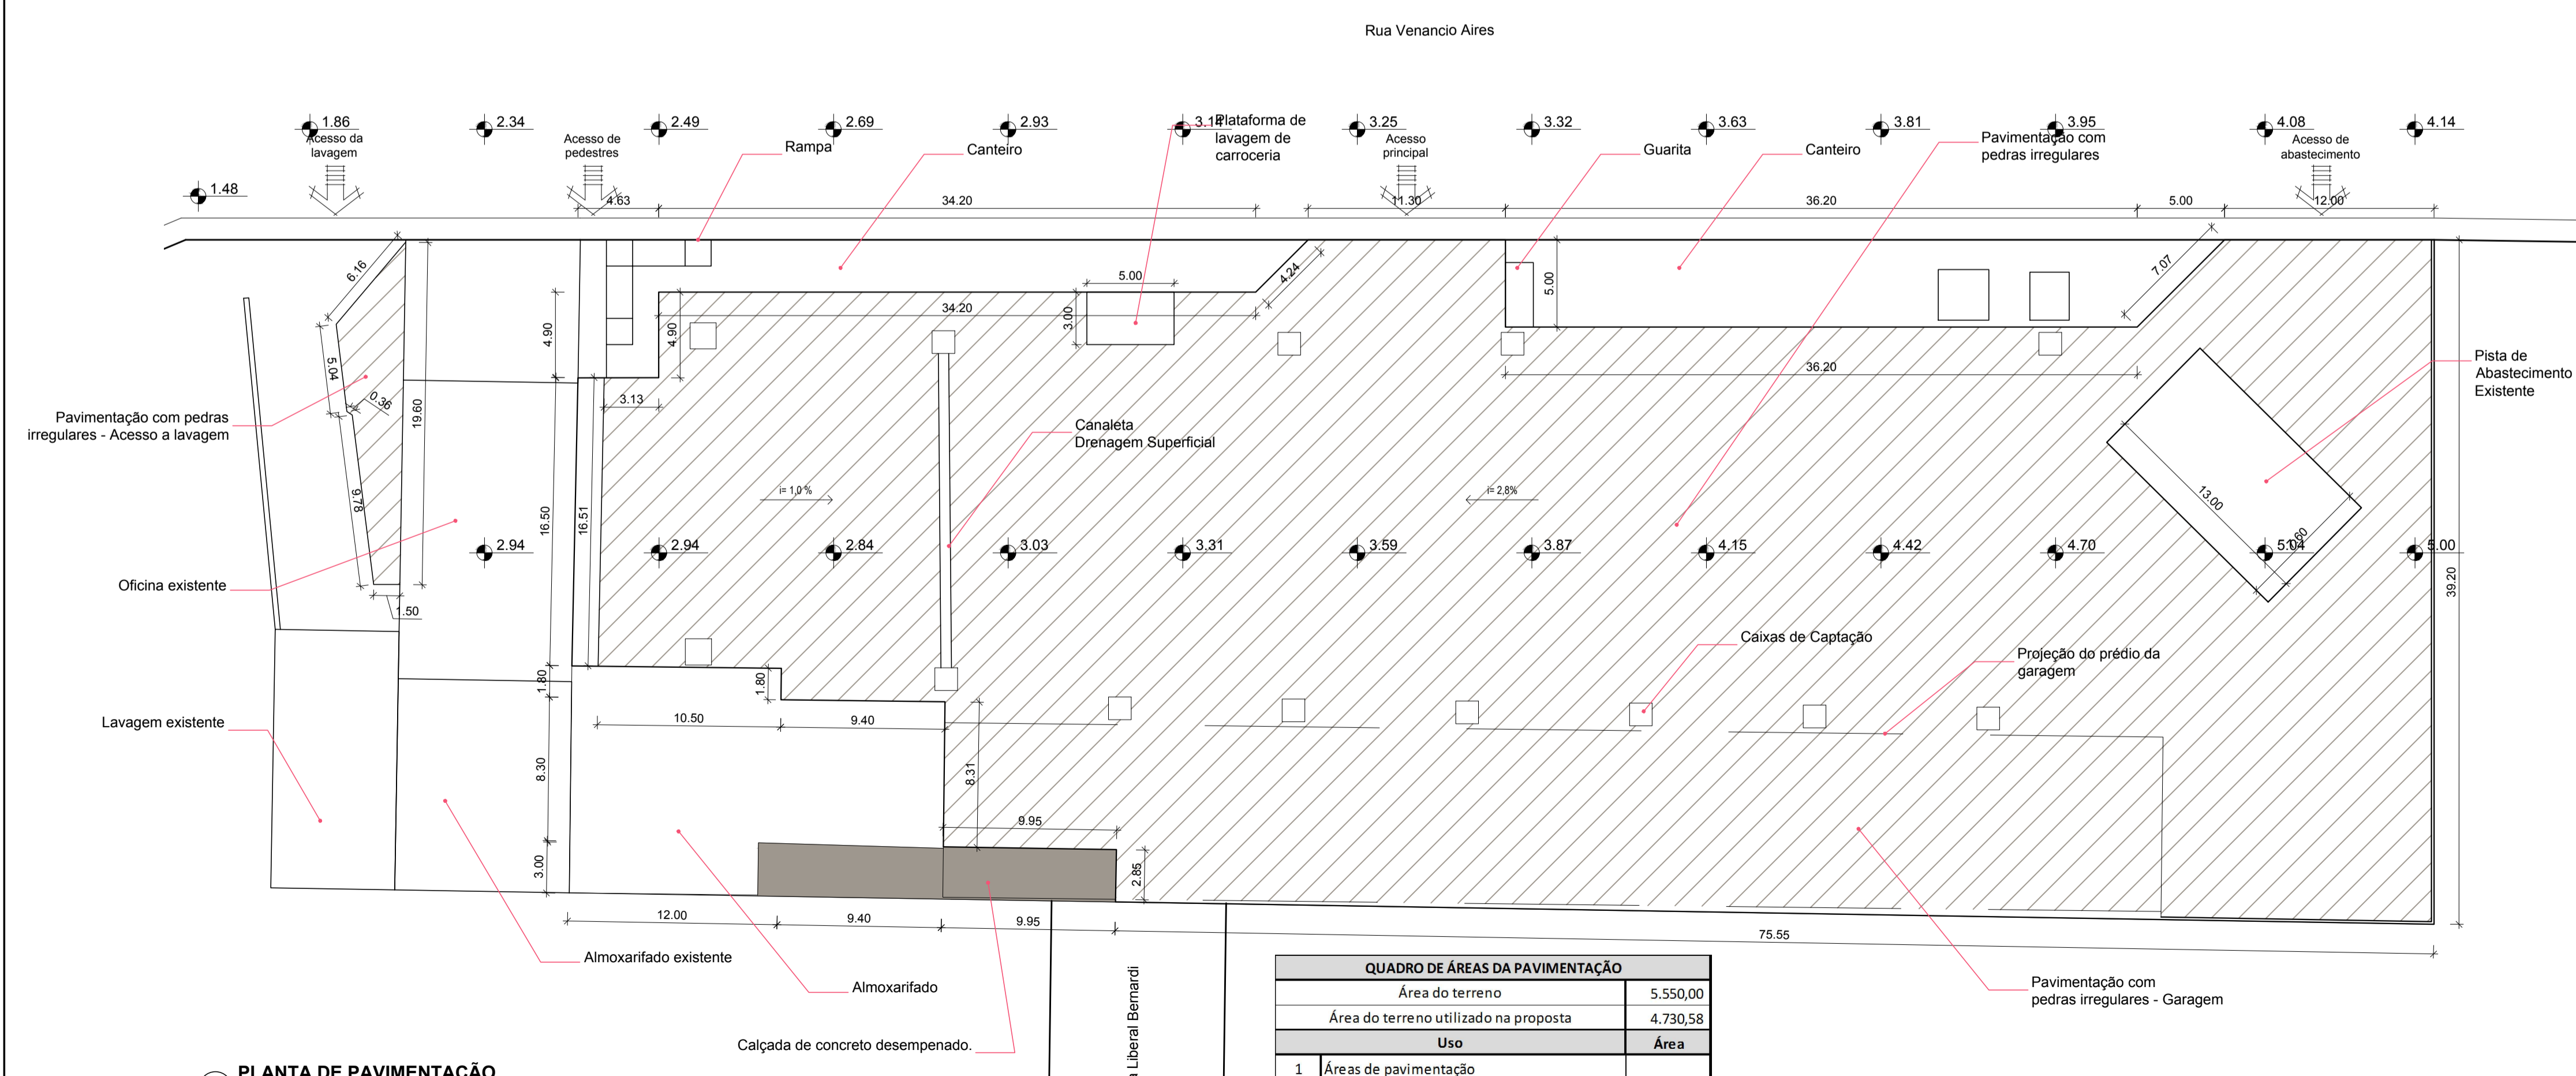 Rua Venancio Aires
1.86
2.34
2.49
2.69
2.93
3.14
3.25
3.32
3.63
3.81
3.95
4.08
4.14
1.48
Acesso da
lavagem
Acesso de
pedestres
Rampa
Canteiro
Plataforma de
lavagem de
carroceria
Acesso
principal
Guarita
Canteiro
Pavimentação com
pedras irregulares
Acesso de
abastecimento
4.63
34.20
11.30
36.20
5.00
12.00
6.16
5.04
0.36
9.78
19.60
1.50
4.90
4.90
34.20
5.00
3.00
4.24
5.00
36.20
7.07
3.13
16.50
16.51
Pavimentação com pedras
irregulares - Acesso a lavagem
Canaleta
Drenagem Superficial
Pista de
Abastecimento
Existente
i= 1,0 %
i= 2,8%
13.00
2.94
2.94
2.84
3.03
3.31
3.59
3.87
4.15
4.42
4.70
5.04
5.00
39.20
Oficina existente
Caixas de Captação
Projeção do prédio da
garagem
1.80
1.80
10.50
9.40
Lavagem existente
8.30
8.31
9.95
3.00
2.85
12.00
9.40
9.95
75.55
Almoxarifado existente
Almoxarifado
Calçada de concreto desempenado.
Liberal Bernardi
Pavimentação com
pedras irregulares - Garagem
QUADRO DE ÁREAS DA PAVIMENTAÇÃO
Área do terreno 5.550,00
Área do terreno utilizado na proposta 4.730,58
Uso Área
1 Áreas de pavimentação
PLANTA DE PAVIMENTAÇÃO